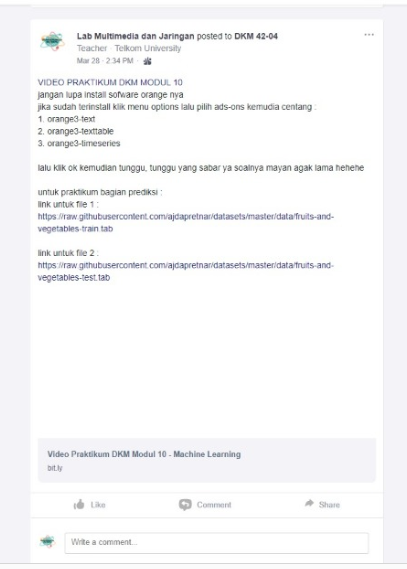 Lab Multimedia dan Jaringan posted to DKM 42-04
Teacher · Telkom University
Mar 28 · 2:34 PM ·
VIDEO PRAKTIKUM DKM MODUL 10
jangan lupa install sofware orange nya
jika sudah terinstall klik menu options lalu pilih ads-ons kemudia centang :
1. orange3-text
2. orange3-texttable
3. orange3-timeseries
lalu klik ok kemudian tunggu, tunggu yang sabar ya soalnya mayan agak lama hehehe
untuk praktikum bagian prediksi :
link untuk file 1 :
https://raw.githubusercontent.com/ajdapretnar/datasets/master/data/fruits-and-
vegetables-train.tab
link untuk file 2 :
https://raw.githubusercontent.com/ajdapretnar/datasets/master/data/fruits-and-
vegetables-test.tab
Video Praktikum DKM Modul 10 - Machine Learning
bit.ly
Like Comment Share
Write a comment...